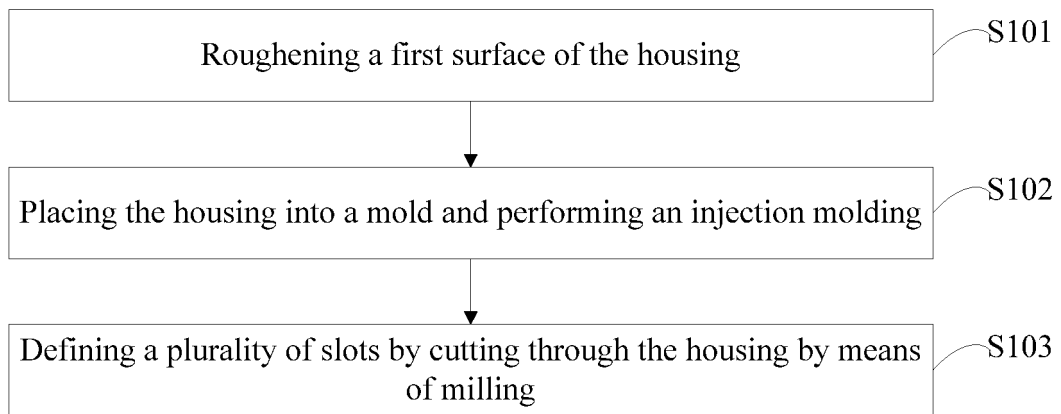 Roughening a first surface of the housing
S101
Placing the housing into a mold and performing an injection molding
S102
Defining a plurality of slots by cutting through the housing by means
of milling
S103